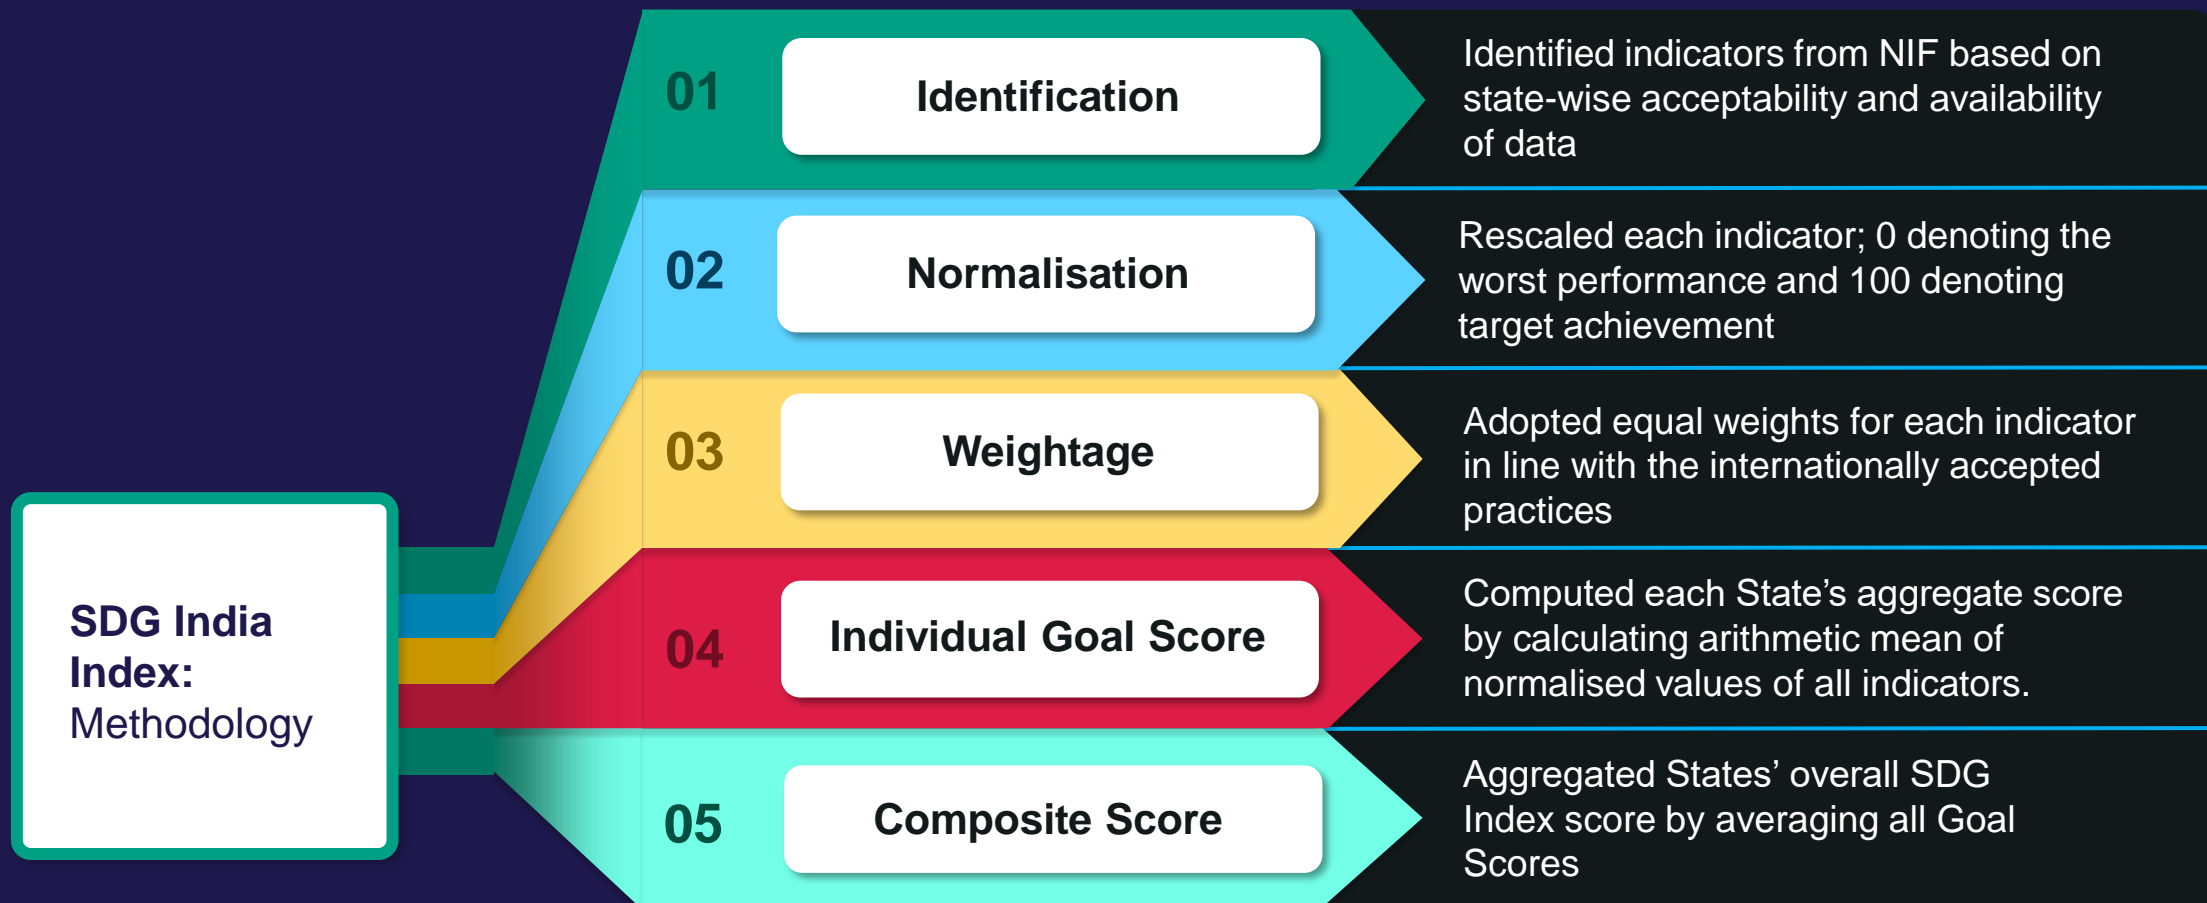 SDG India
Index:
Methodology
01
Identification
Identified indicators from NIF based on
state-wise acceptability and availability
of data
02
Normalisation
Rescaled each indicator; 0 denoting the
worst performance and 100 denoting
target achievement
03
Weightage
Adopted equal weights for each indicator
in line with the internationally accepted
practices
04
Individual Goal Score
Computed each State’s aggregate score
by calculating arithmetic mean of
normalised values of all indicators.
05
Composite Score
Aggregated States’ overall SDG
Index score by averaging all Goal
Scores